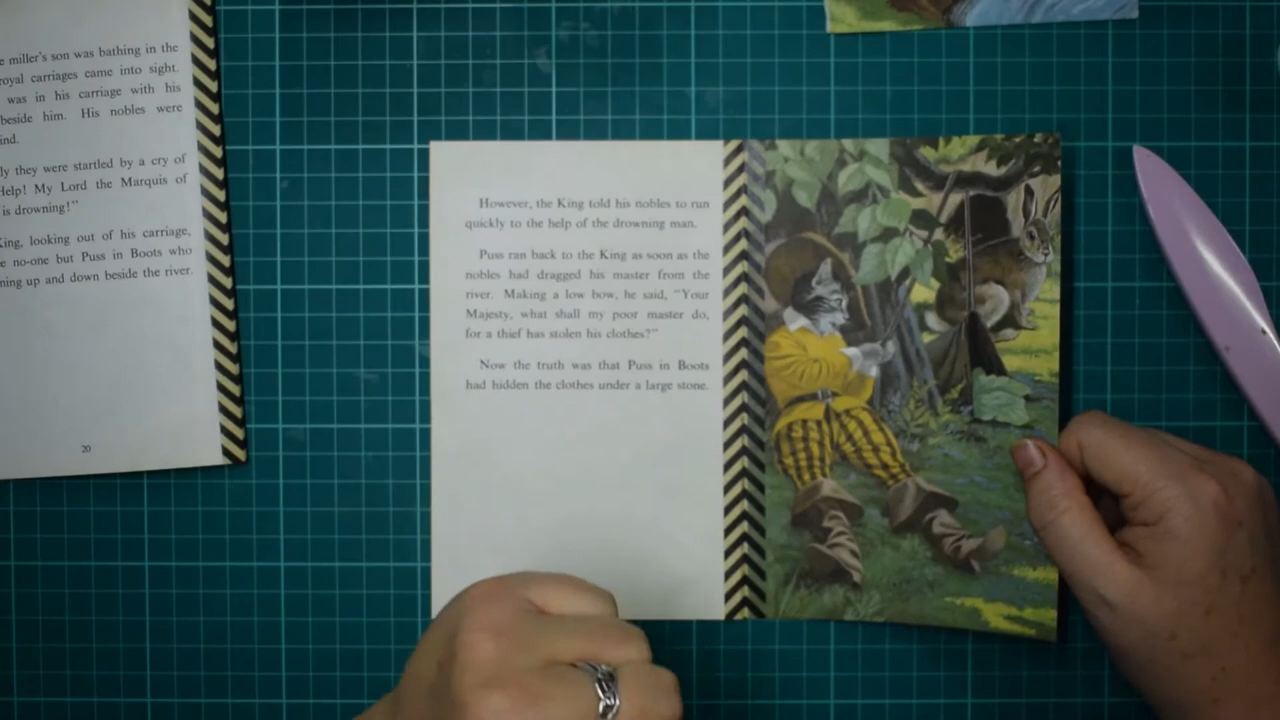 miller's son was bathing in the
royal carriages came into sight.
was in his carriage with his
beside him. His nobles were
ly they were startled by a cry of
Help! My Lord the Marquis of
is drowning!"
King, looking out of his carriage,
no-one but Puss in Boots who
ning up and down beside the river.
20
However, the King told his nobles to run
quickly to the help of the drowning man.
Puss ran back to the King as soon as the
nobles had dragged his master from the
river. Making a low bow, he said, "Your
Majesty, what shall my poor master do,
for a thief has stolen his clothes?"
Now the truth was that Puss in Boots
had hidden the clothes under a large stone.